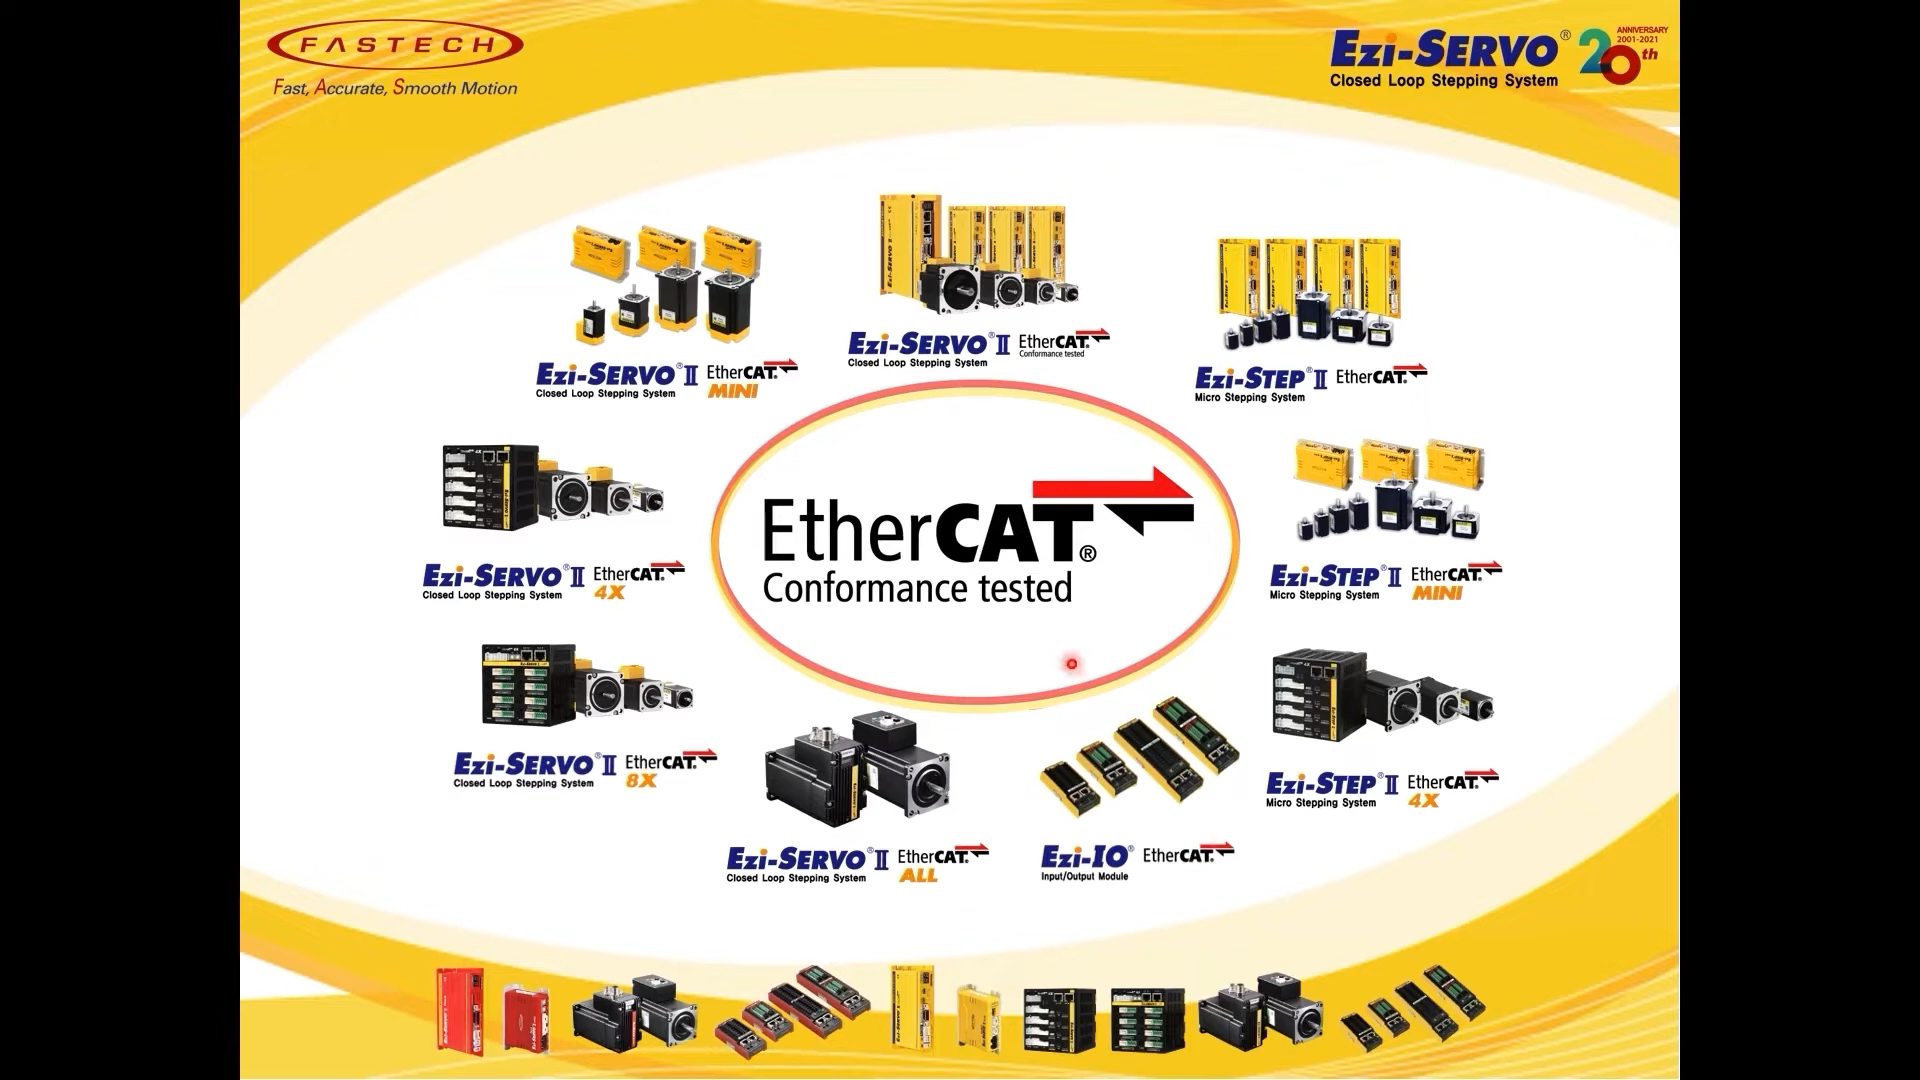 FASTECH
Fast, Accurate, Smooth Motion
Ezi-SERVO®
Closed Loop Stepping System
20th
ANNIVERSARY
2001-2021
Ezi-SERVO®II EtherCAT®
Closed Loop Stepping System
Conformance tested
Ezi-SERVO®II EtherCAT®
Closed Loop Stepping System MINI
Ezi-STEP®II EtherCAT®
Micro Stepping System
EtherCAT®
Conformance tested
Ezi-SERVO®II EtherCAT®
Closed Loop Stepping System 4X
Ezi-STEP®II EtherCAT®
Micro Stepping System MINI
Ezi-SERVO®II EtherCAT®
Closed Loop Stepping System 8X
Ezi-STEP®II EtherCAT®
Micro Stepping System 4X
Ezi-SERVO®II EtherCAT®
Closed Loop Stepping System ALL
Ezi-IO® EtherCAT®
Input/Output Module